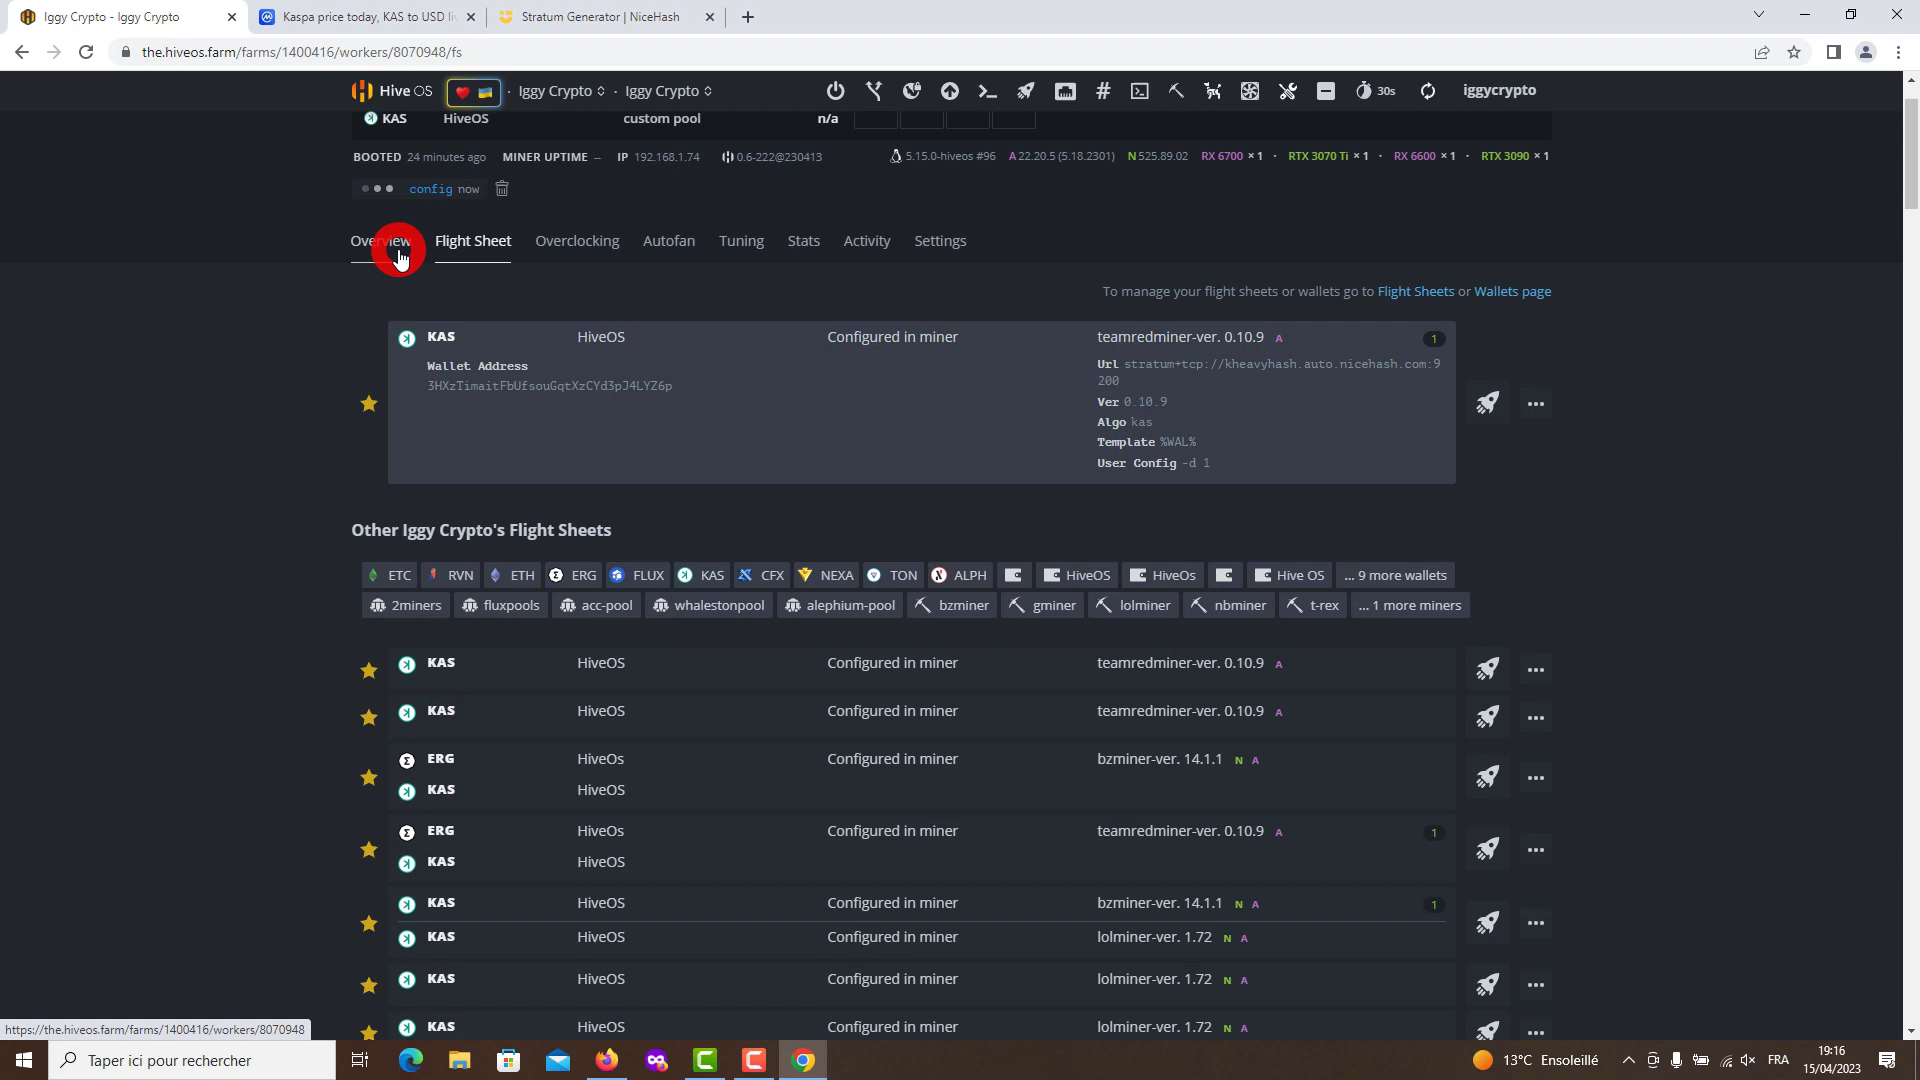 Iggy Crypto - Iggy Crypto
Kaspa price today, KAS to USD li
Stratum Generator | NiceHash
the.hiveos.farm/farms/1400416/workers/8070948/fs
Hive OS
· Iggy Crypto · Iggy Crypto
30s
iggycrypto
KAS HiveOS custom pool n/a
BOOTED 24 minutes ago MINER UPTIME -- IP 192.168.1.74 0.6-222@230413
5.15.0-hiveos #96 A 22.20.5 (5.18.2301) N 525.89.02 RX 6700 × 1 · RTX 3070 Ti × 1 · RX 6600 × 1 · RTX 3090 × 1
config now
Overview Flight Sheet Overclocking Autofan Tuning Stats Activity Settings
To manage your flight sheets or wallets go to Flight Sheets or Wallets page
KAS HiveOS Configured in miner teamredminer-ver. 0.10.9 A 1
Wallet Address
3HXzTimaitFbUfsouGqtXzCYd3pJ4LYZ6p
Url stratum+tcp://kheavyhash.auto.nicehash.com:9
200
Ver 0.10.9
Algo kas
Template %WAL%
User Config -d 1
Other Iggy Crypto's Flight Sheets
ETC RVN ETH ERG FLUX KAS CFX NEXA TON ALPH HiveOS HiveOs Hive OS ... 9 more wallets
2miners fluxpools acc-pool whalestonpool alephium-pool bzminer gminer lolminer nbminer t-rex ... 1 more miners
KAS HiveOS Configured in miner teamredminer-ver. 0.10.9 A
KAS HiveOS Configured in miner teamredminer-ver. 0.10.9 A
ERG HiveOs Configured in miner bzminer-ver. 14.1.1 N A
KAS HiveOS
ERG HiveOs Configured in miner teamredminer-ver. 0.10.9 A 1
KAS HiveOS
KAS HiveOS Configured in miner bzminer-ver. 14.1.1 N A 1
KAS HiveOS Configured in miner lolminer-ver. 1.72 N A
KAS HiveOS Configured in miner lolminer-ver. 1.72 N A
KAS HiveOS Configured in miner lolminer-ver. 1.72 N A
https://the.hiveos.farm/farms/1400416/workers/8070948
Taper ici pour rechercher
13°C Ensoleillé
FRA
19:16
15/04/2023